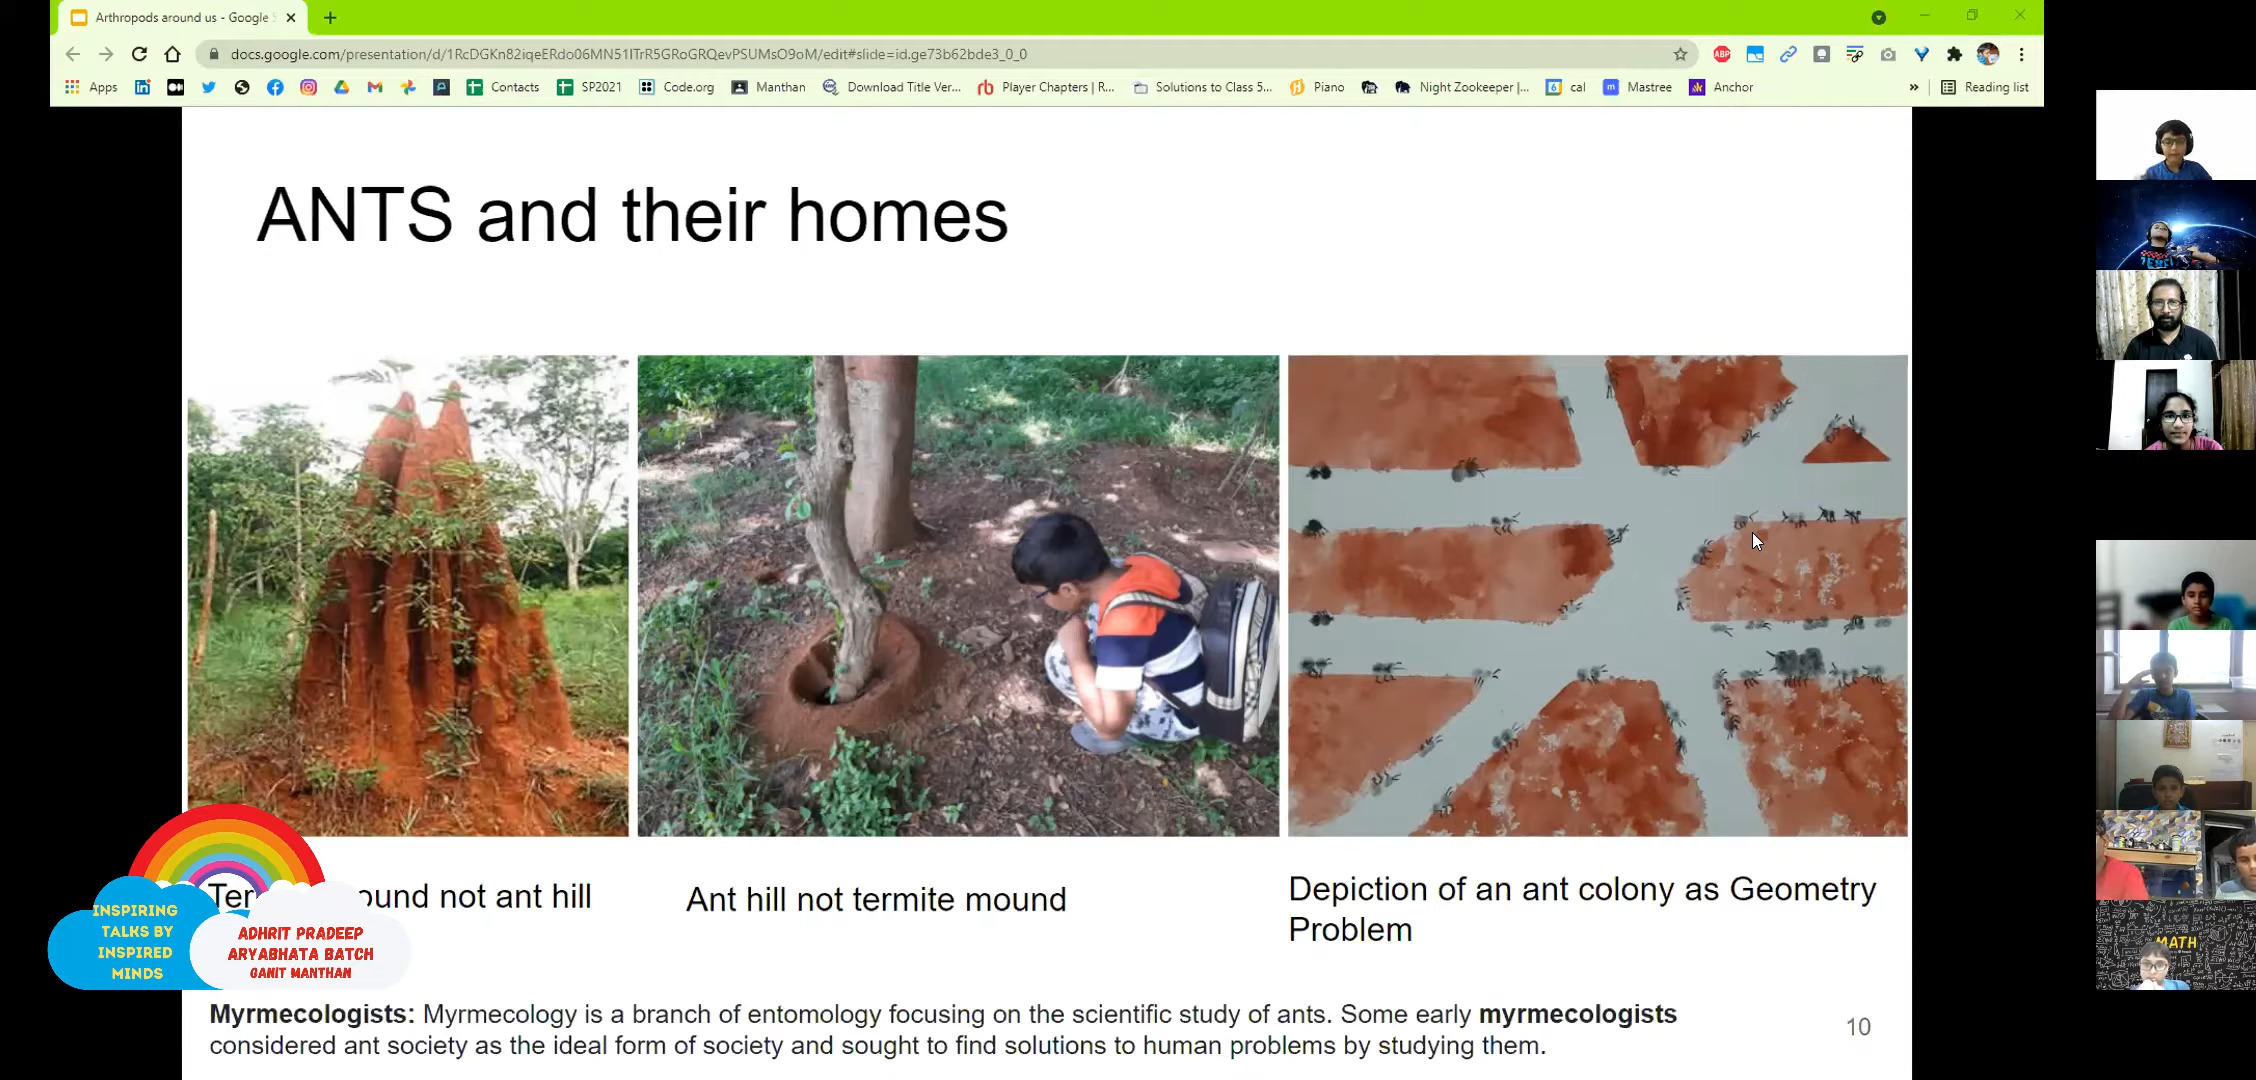 Arthropods around us - Google
docs.google.com/presentation/d/1RcDGKn82iqeERdo06MN51ITrR5GRoGRQevPSUMsO9oM/edit#slide=id.ge73b62bde3_0_0
ABP
Apps Contacts SP2021 Code.org Manthan Download Title Ver... Player Chapters | R... Solutions to Class 5... Piano Night Zookeeper |... cal Mastree Anchor » Reading list
ANTS and their homes
Ter ound not ant hill
Ant hill not termite mound
Depiction of an ant colony as Geometry
Problem
INSPIRING
TALKS BY
INSPIRED
MINDS
ADHRIT PRADEEP
ARYABHATA BATCH
GANIT MANTHAN
Myrmecologists: Myrmecology is a branch of entomology focusing on the scientific study of ants. Some early myrmecologists
considered ant society as the ideal form of society and sought to find solutions to human problems by studying them.
10
MATH